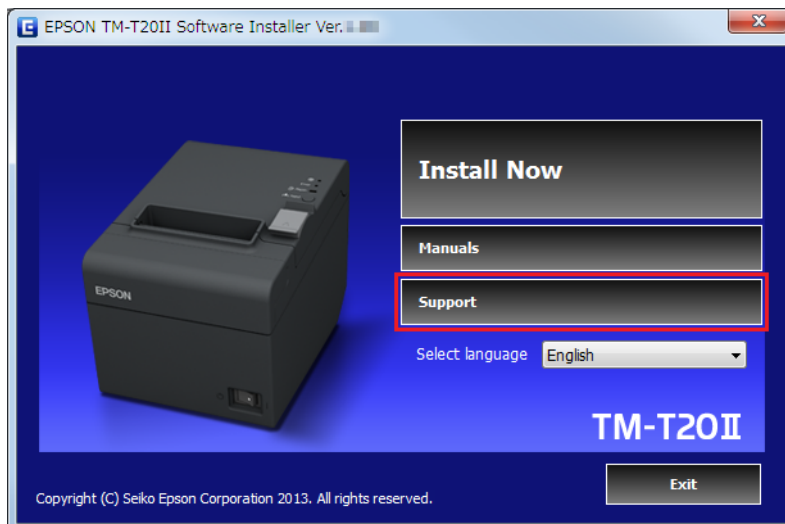 EPSON TM-T20II Software Installer Ver.
Install Now
Manuals
EPSON
Support
Select language English
TM-T20II
Exit
Copyright (C) Seiko Epson Corporation 2013. All rights reserved.